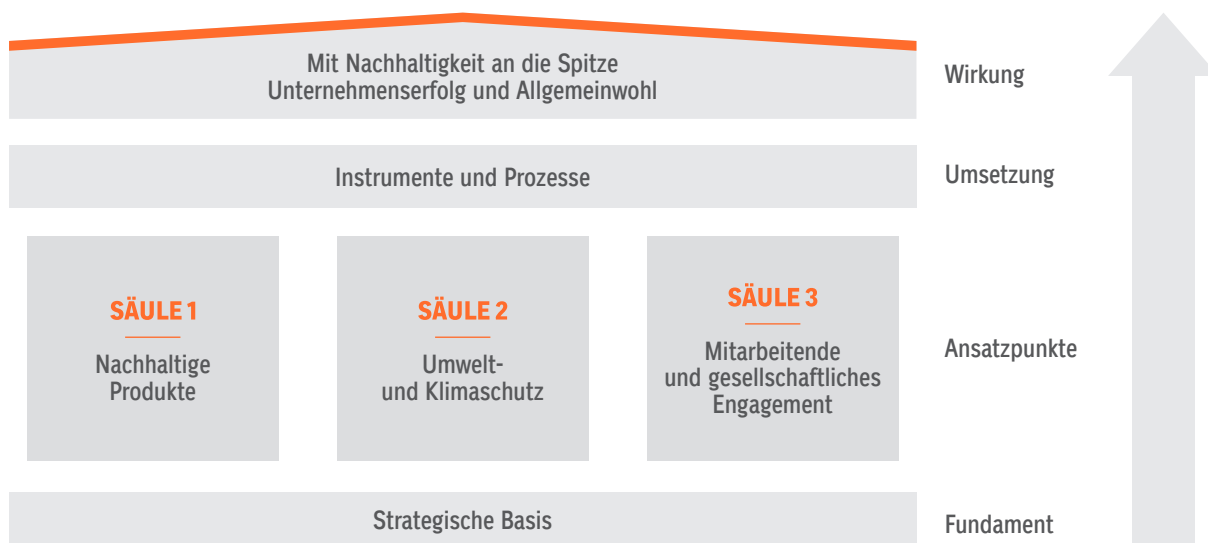 Mit Nachhaltigkeit an die Spitze
Unternehmenserfolg und Allgemeinwohl
Wirkung
Instrumente und Prozesse
Umsetzung
SÄULE 1
Nachhaltige
Produkte
SÄULE 2
Umwelt-
und Klimaschutz
SÄULE 3
Mitarbeitende
und gesellschaftliches
Engagement
Ansatzpunkte
Strategische Basis
Fundament